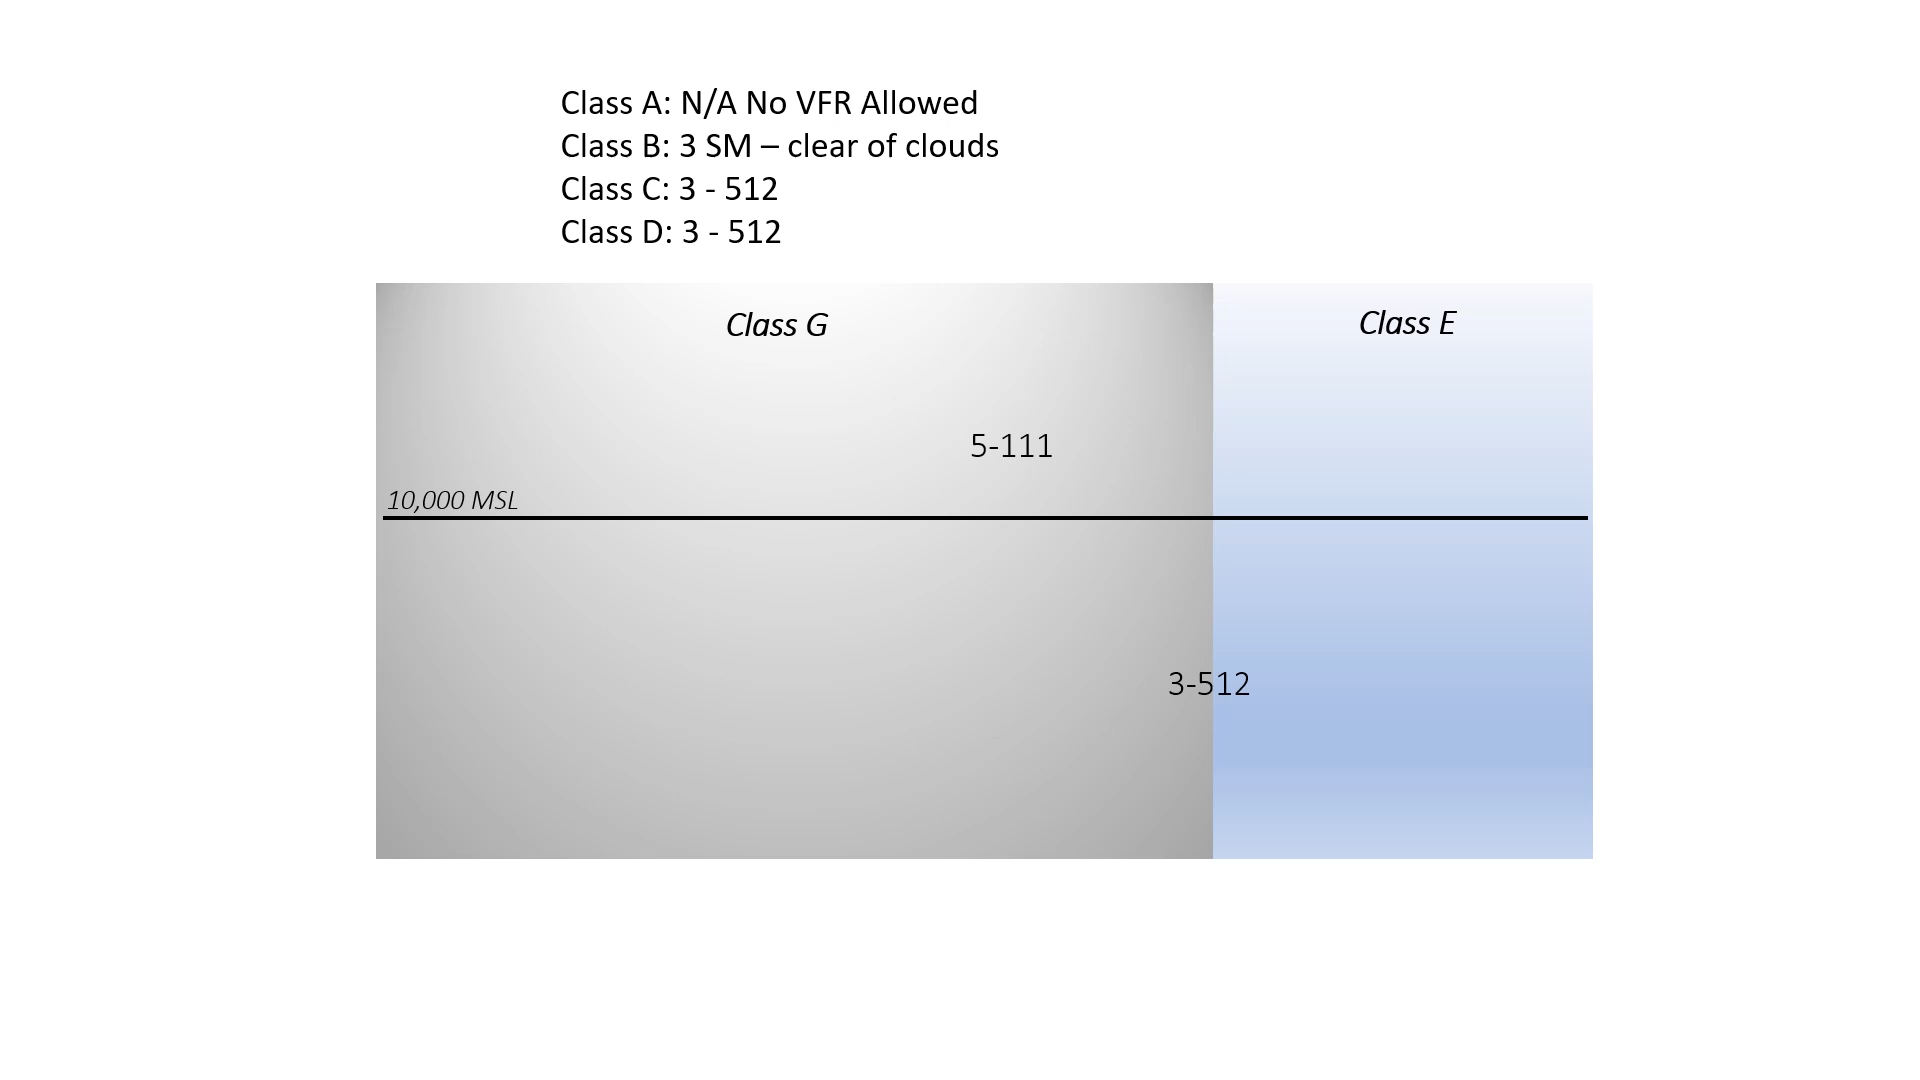 Class A: N/A No VFR Allowed
Class B: 3 SM – clear of clouds
Class C: 3 - 512
Class D: 3 - 512
Class G
Class E
5-111
10,000 MSL
3-512